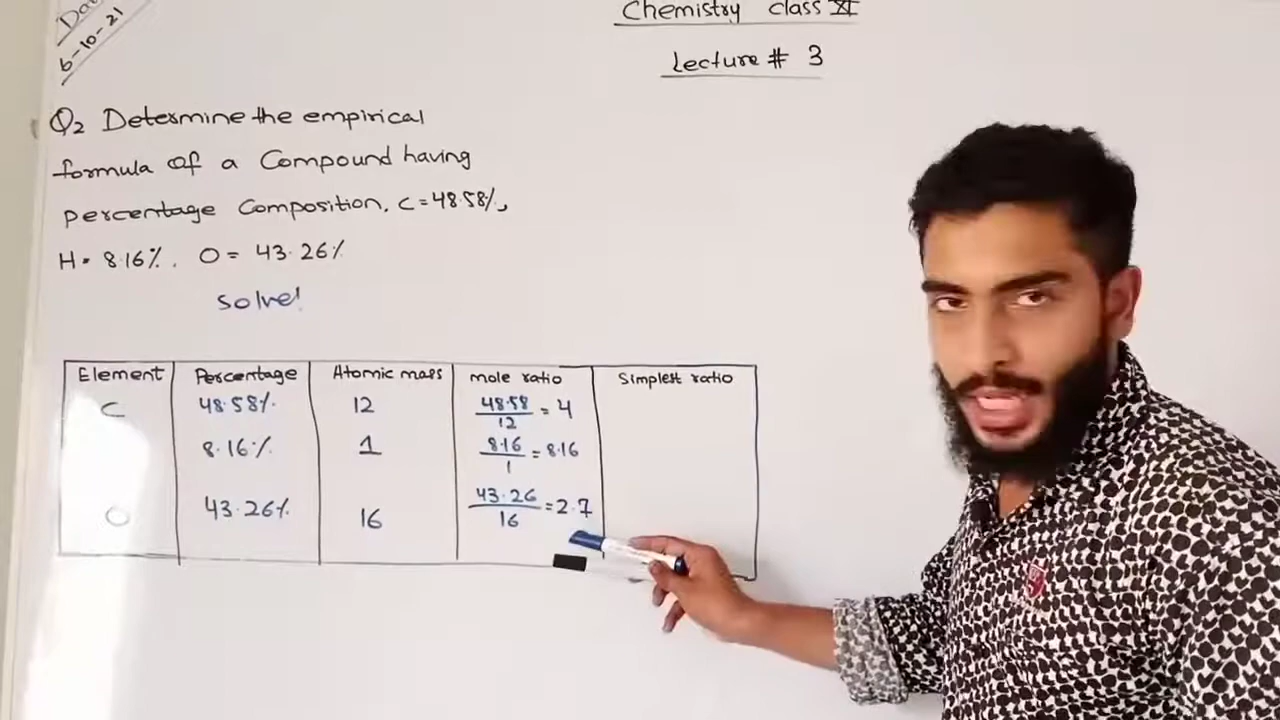 Chemistry class XI
Lecture # 3
6-10-21
Q2 Determine the empirical
formula of a Compound having
percentage Composition, C = 48.58%,
H = 8.16%, O = 43.26%
Solve!
Element Percentage Atomic mass mole ratio Simplest ratio
C 48.58% 12 48.58/12 = 4
8.16% 1 8.16/1 = 8.16
O 43.26% 16 43.26/16 = 2.7